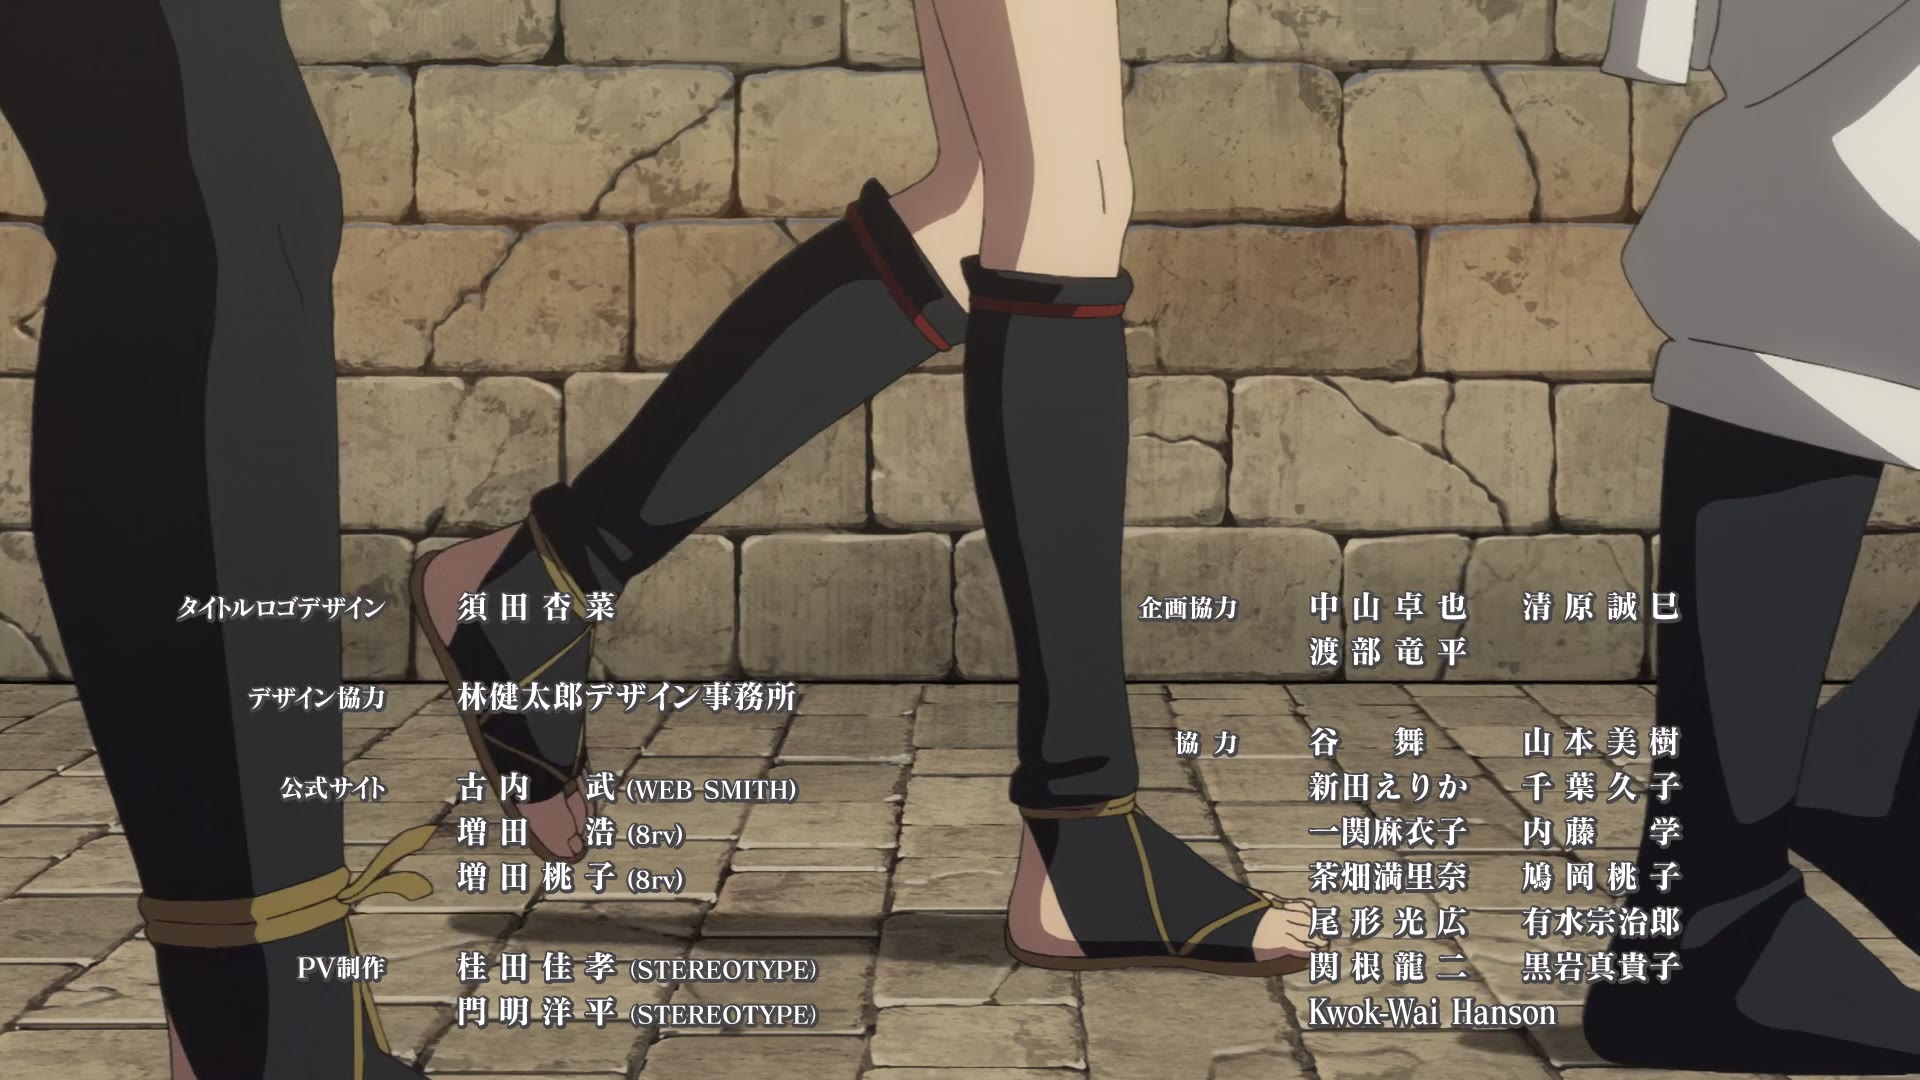 タイトルロゴデザイン 須田杏菜
デザイン協力 林健太郎デザイン事務所
公式サイト 古内 武 (WEB SMITH)
増田 浩 (8rv)
増田桃子 (8rv)
PV制作 桂田佳孝 (STEREOTYPE)
門明洋平 (STEREOTYPE)
企画協力 中山卓也 清原誠巳
渡部竜平
協力 谷 舞 山本美樹
新田えりか 千葉久子
一関麻衣子 内藤 学
茶畑満里奈 鳩岡桃子
尾形光広 有水宗治郎
関根龍二 黒岩真貴子
Kwok-Wai Hanson